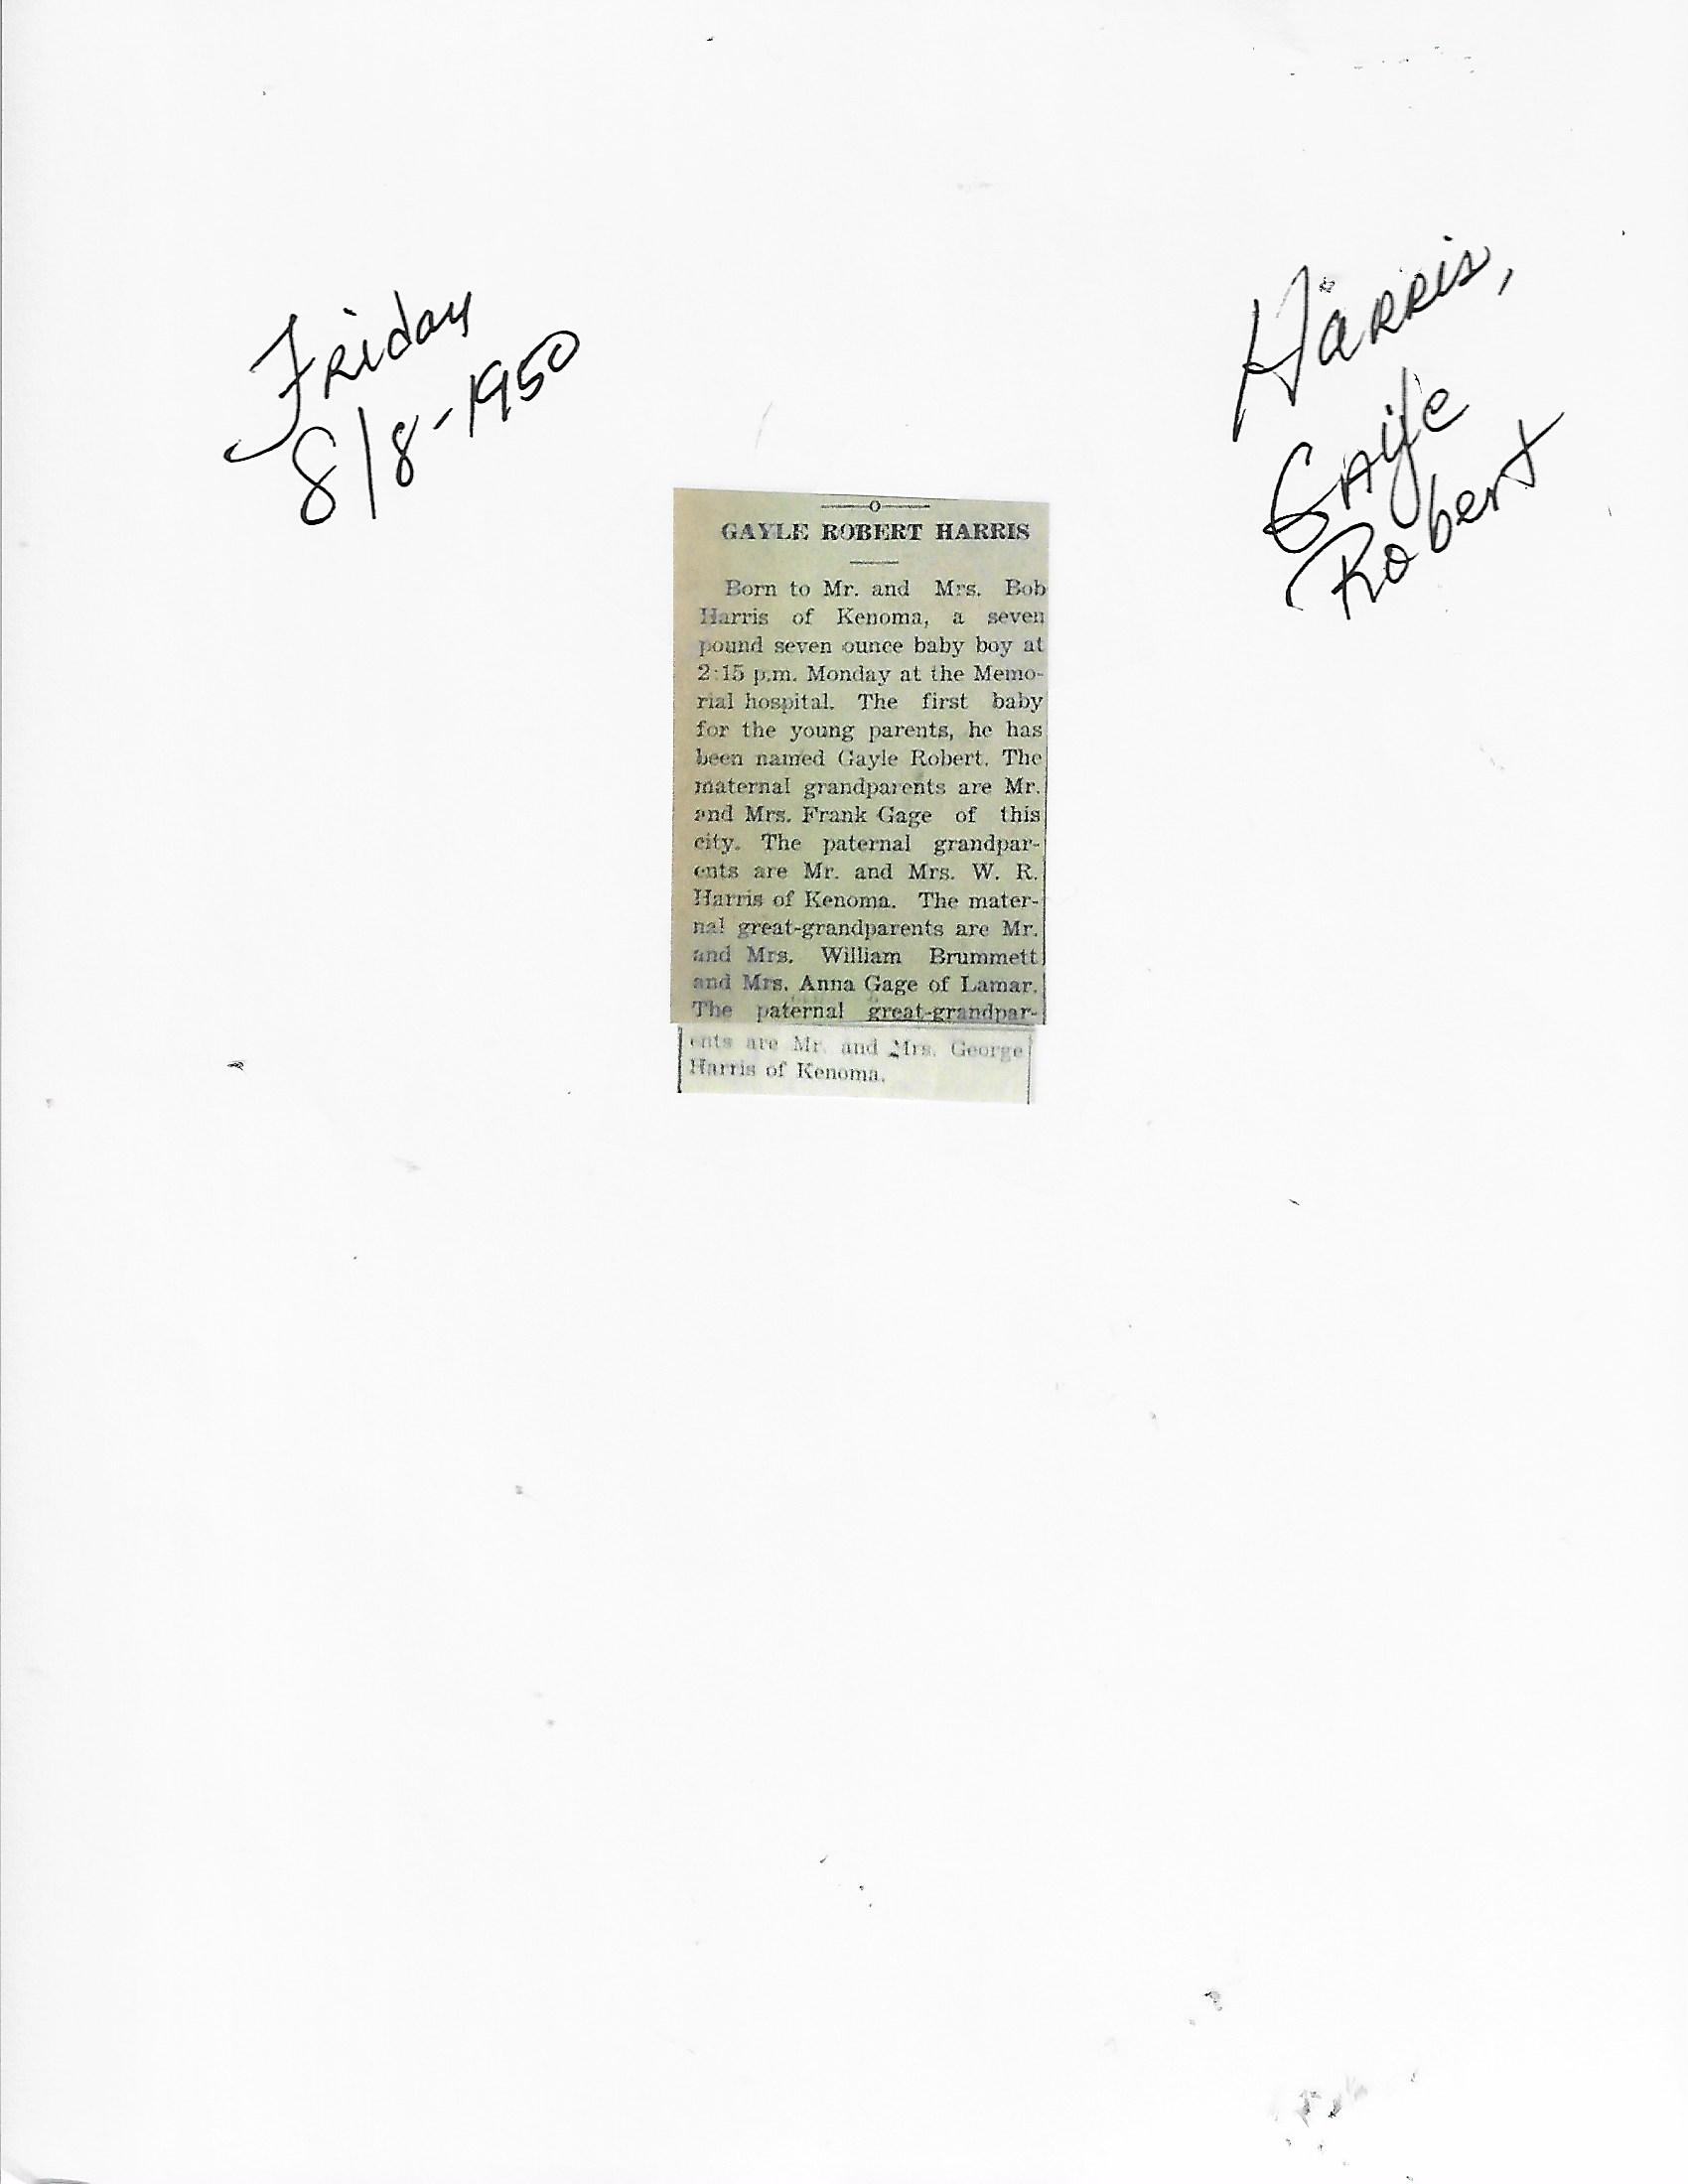 Friday
8/8-1950
Harris,
Gayle
Robert
GAYLE ROBERT HARRIS
Born to Mr. and Mrs. Bob
Harris of Kenoma, a seven
pound seven ounce baby boy at
2:15 p.m. Monday at the Memo-
rial hospital. The first baby
for the young parents, he has
been named Gayle Robert. The
maternal grandparents are Mr.
and Mrs. Frank Gage of this
city. The paternal grandpar-
ents are Mr. and Mrs. W. R.
Harris of Kenoma. The mater-
nal great-grandparents are Mr.
and Mrs. William Brummett
and Mrs. Anna Gage of Lamar.
The paternal great-grandpar-
ents are Mr. and Mrs. George
Harris of Kenoma.